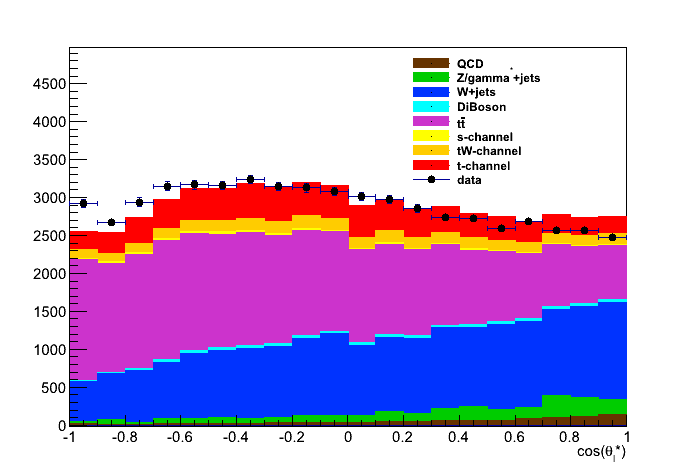 4500
4000
3500
3000
2500
2000
1500
1000
500
0
QCD
Z/gamma*+jets
W+jets
DiBoson
tt̄
s-channel
tW-channel
t-channel
data
-1 -0.8 -0.6 -0.4 -0.2 0 0.2 0.4 0.6 0.8 1
cos(θₗ*)